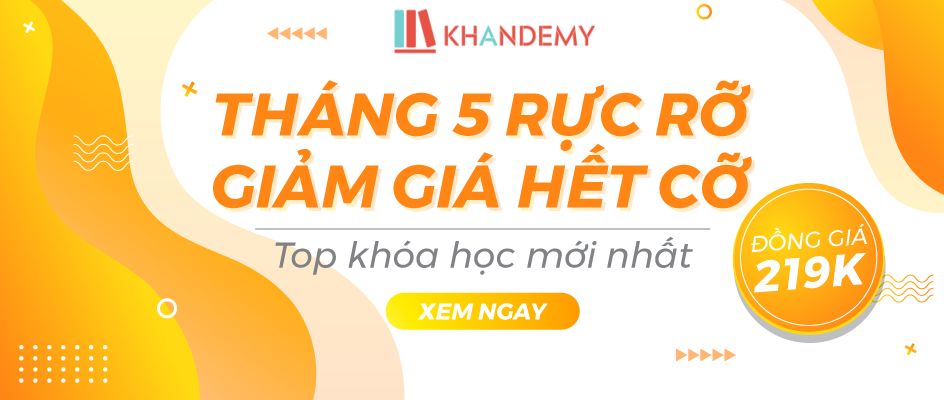 KHANDEMY
THÁNG 5 RỰC RỠ
GIẢM GIÁ HẾT CỠ
Top khóa học mới nhất
ĐỒNG GIÁ
219K
XEM NGAY